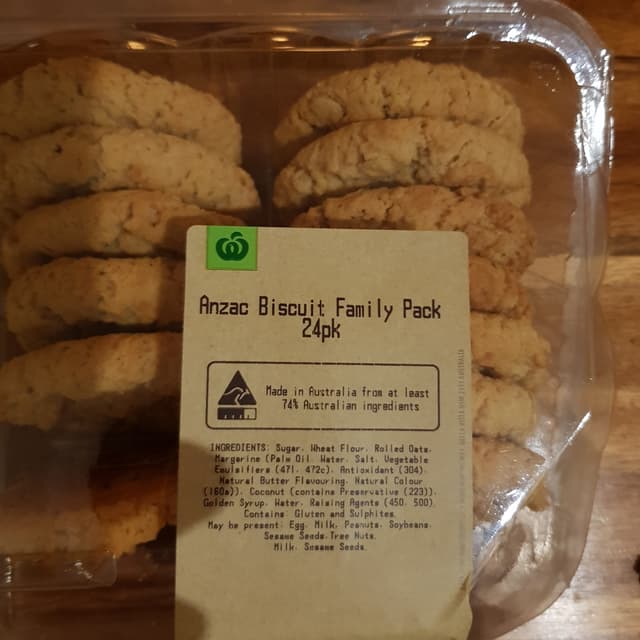 Anzac Biscuit Family Pack
24pk
Made in Australia from at least
74% Australian ingredients
INGREDIENTS: Sugar, Wheat Flour, Rolled Oats,
Margarine (Palm Oil, Water, Salt, Vegetable
Emulsifiers (471, 472c), Antioxidant (304),
Natural Butter Flavouring, Natural Colour
(160a)), Coconut (contains Preservative (223)),
Golden Syrup, Water, Raising Agents (450, 500).
Contains Gluten and Sulphites.
May be present: Egg, Milk, Peanuts, Soybeans,
Sesame Seeds,Tree Nuts.
Milk, Sesame Seeds.